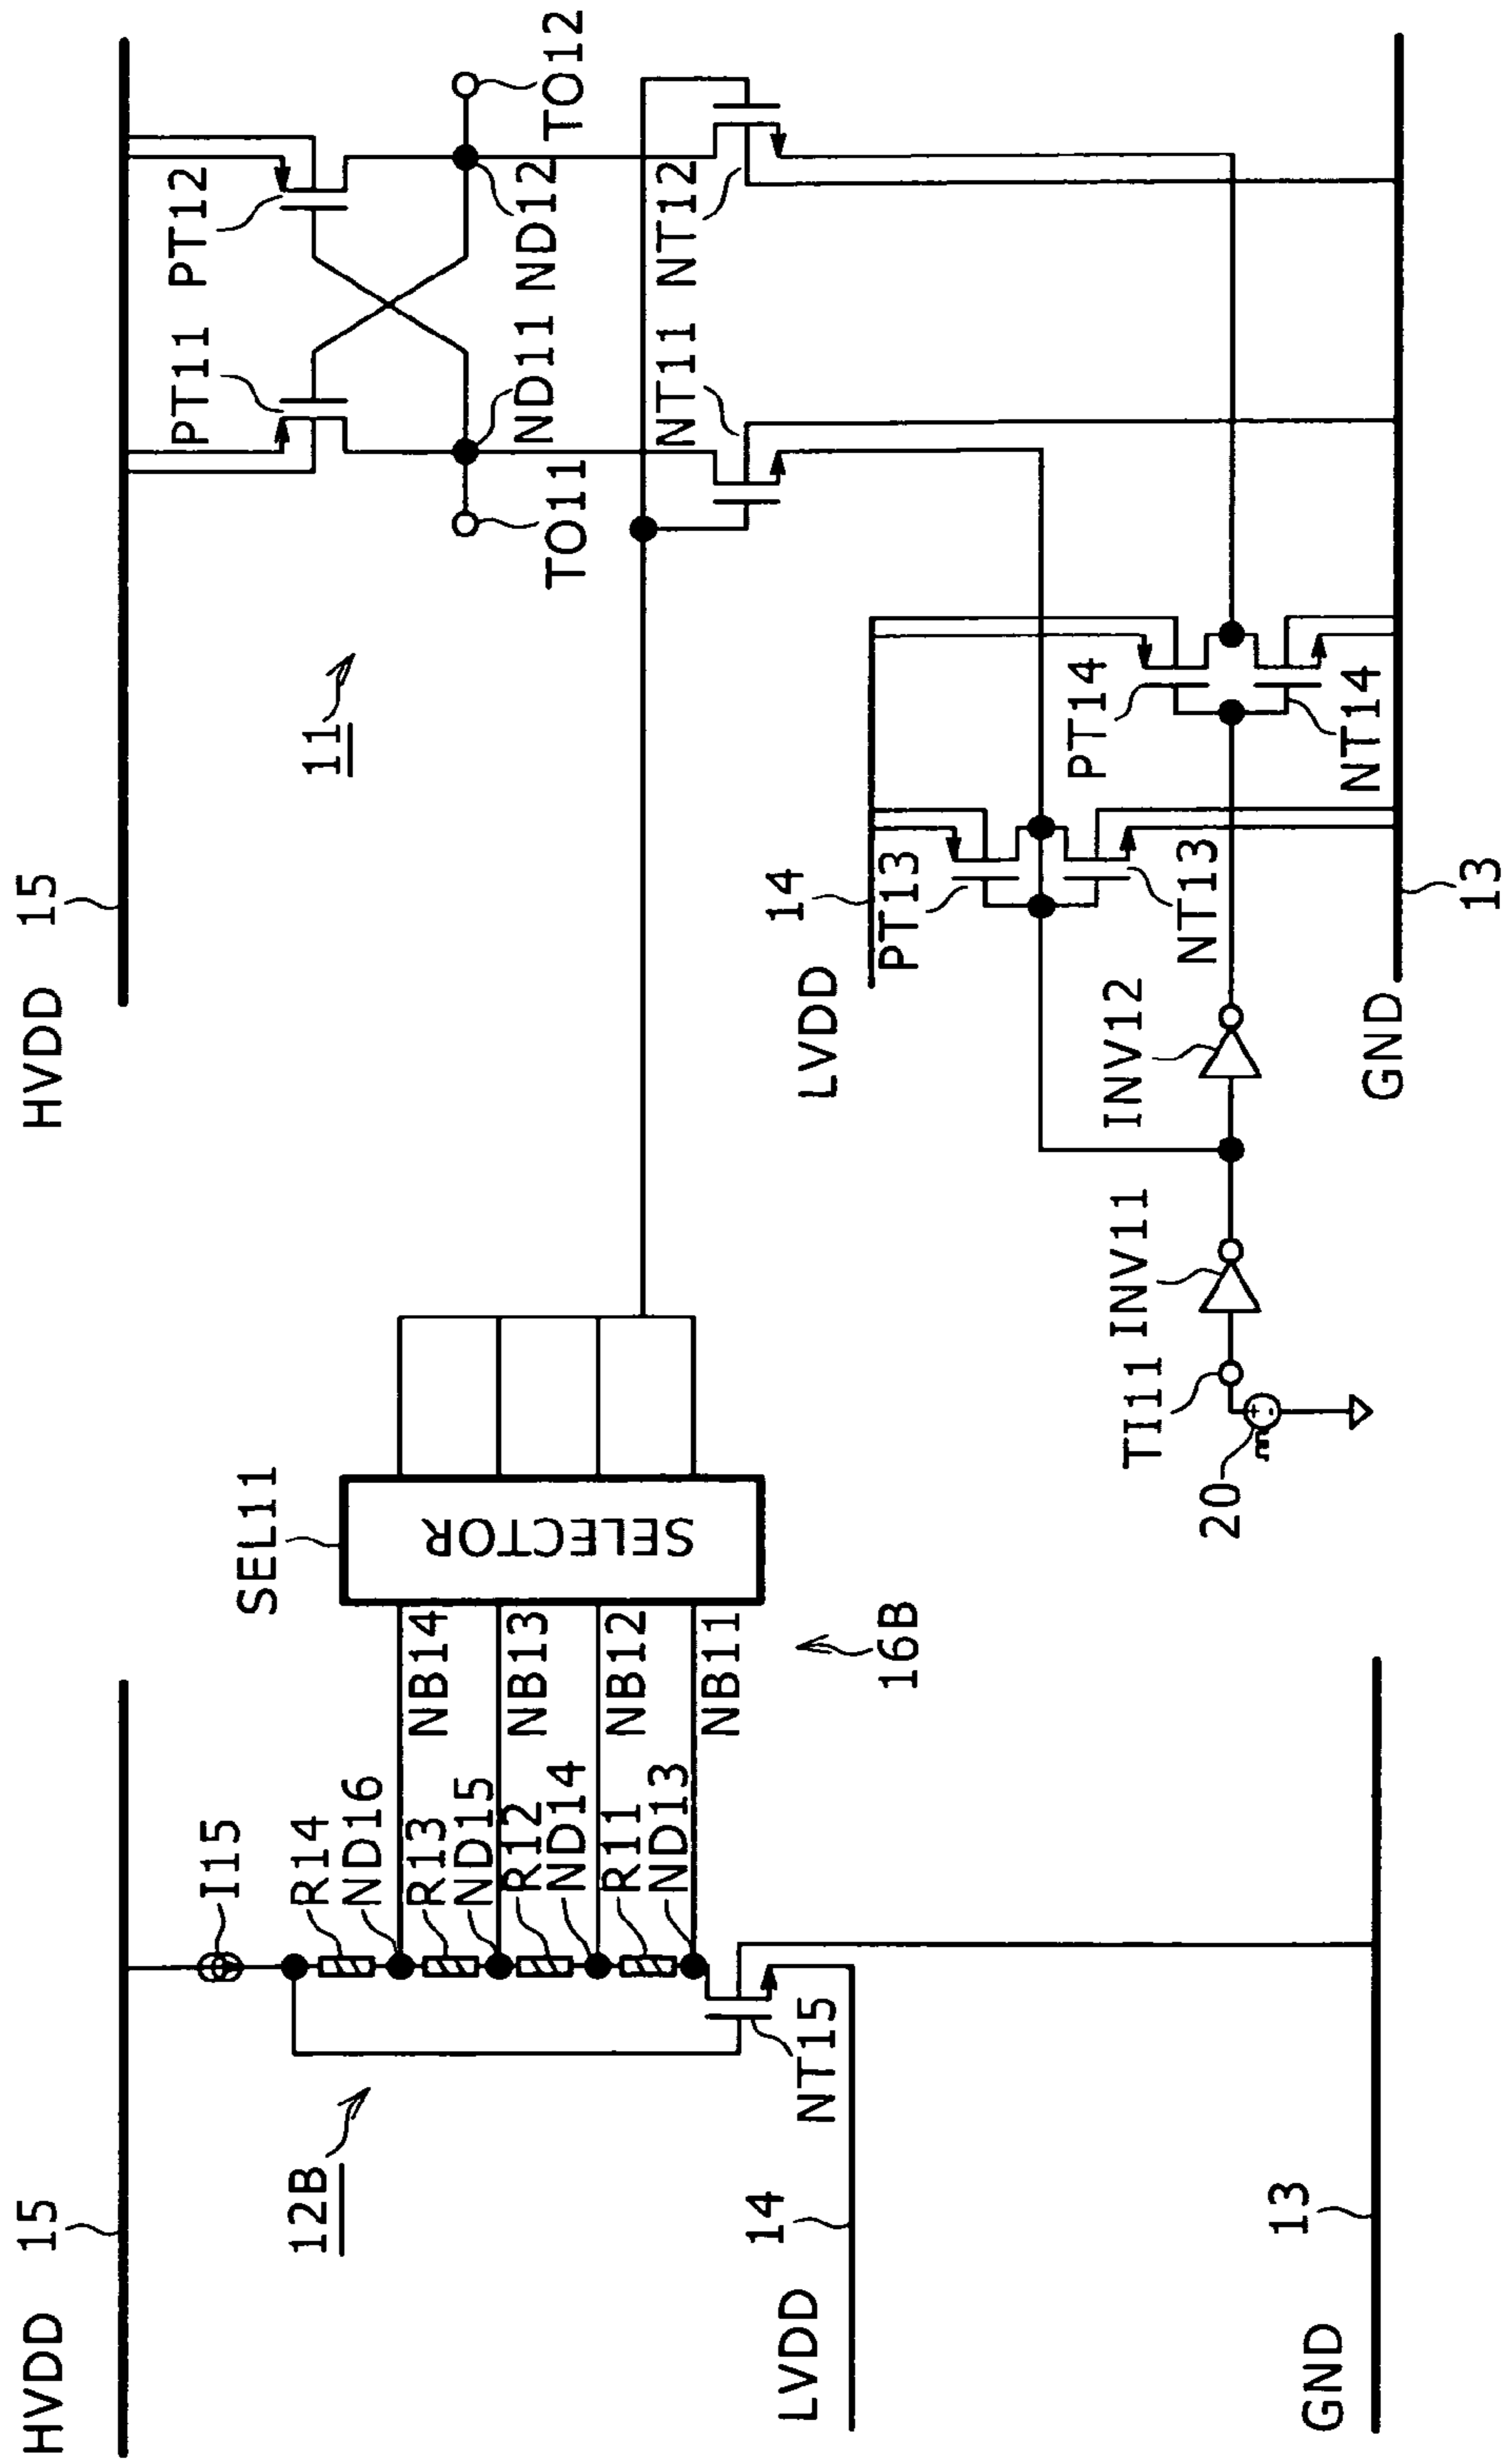 HVDD 15
HVDD 15
I15
R14
ND16
R13
ND15
R12
ND14
R11
ND13
NB14
NB13
NB12
NB11
SEL11
SELECTOR
16B
12B
NT15
LVDD 14
GND 13
11
PT11 PT12
TO11
ND11 ND12
TO12
NT11 NT12
LVDD 14
PT13
NT13
PT14
NT14
TI11 INV11
INV12
20
+
-
GND 13